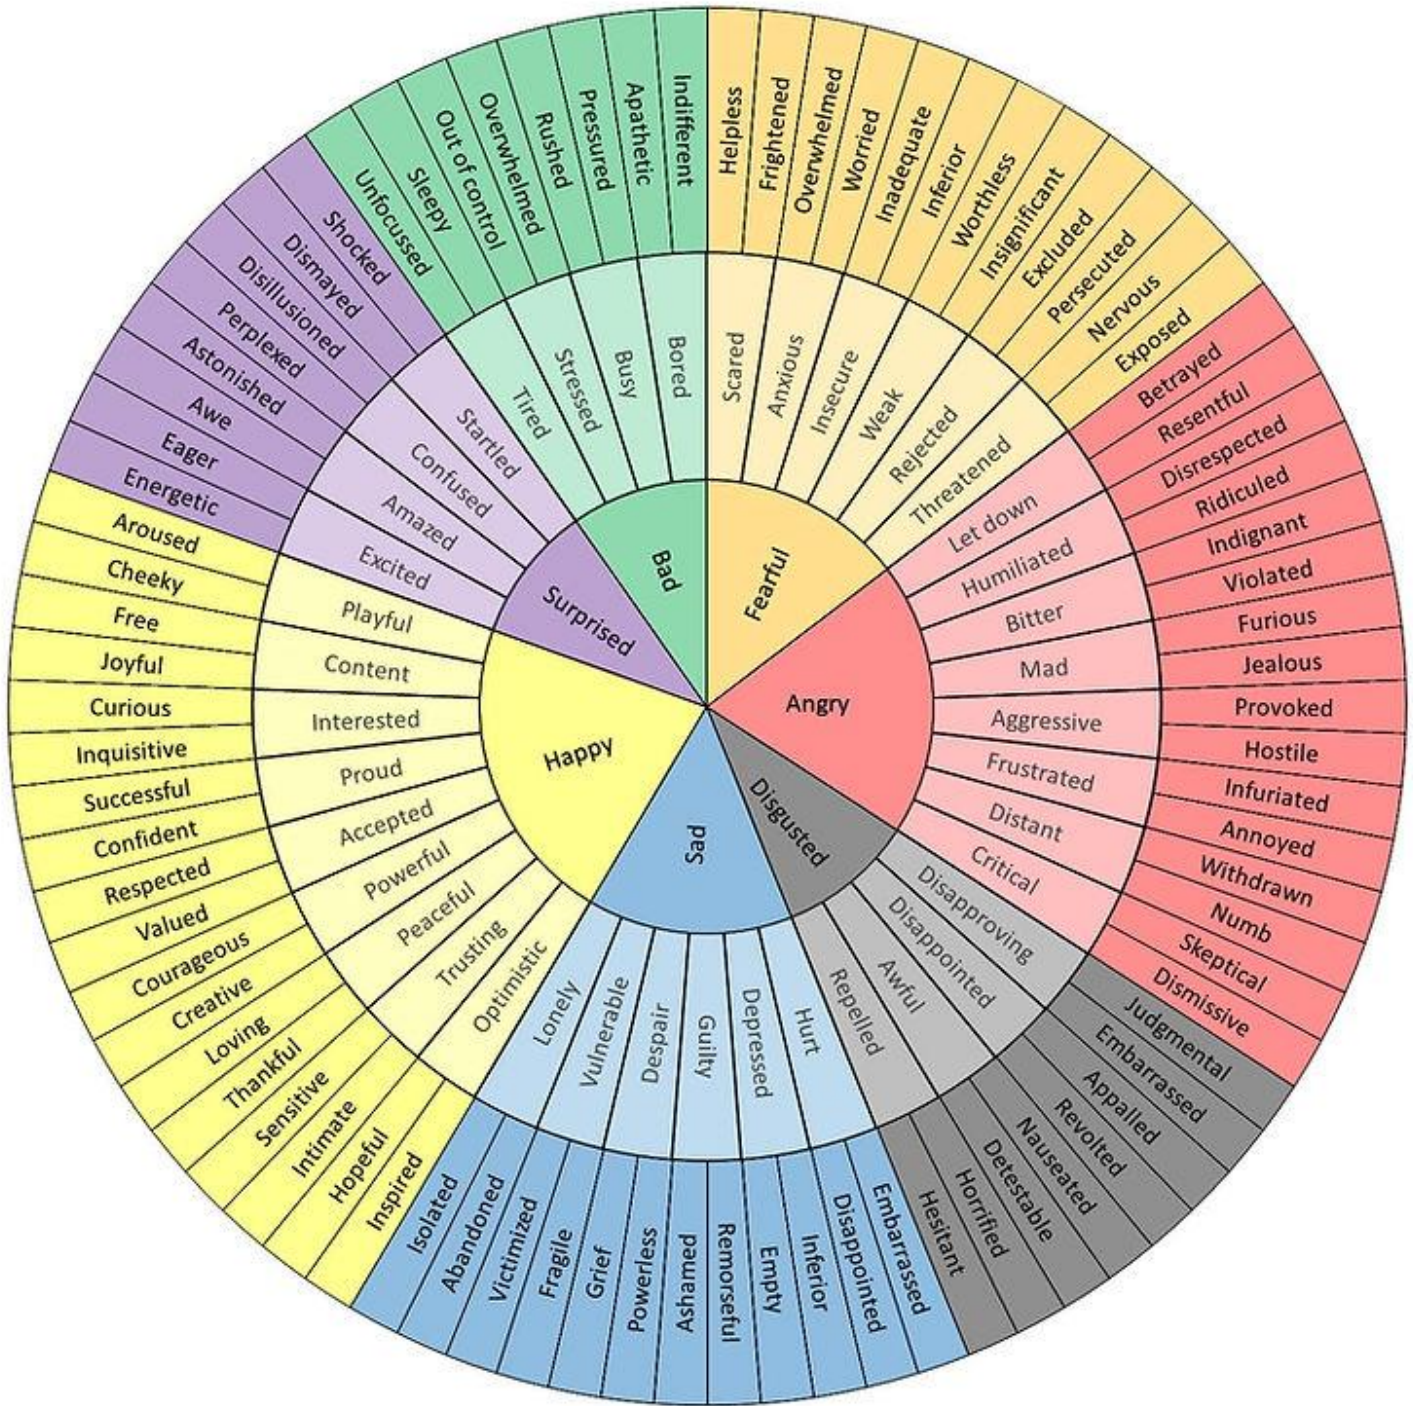 Fearful
Angry
Disgusted
Sad
Happy
Surprised
Bad
Scared
Anxious
Insecure
Weak
Rejected
Threatened
Let down
Humiliated
Bitter
Mad
Aggressive
Frustrated
Distant
Critical
Disapproving
Disappointed
Awful
Repelled
Hurt
Depressed
Guilty
Despair
Vulnerable
Lonely
Optimistic
Trusting
Peaceful
Powerful
Accepted
Proud
Interested
Content
Playful
Excited
Amazed
Confused
Startled
Tired
Stressed
Busy
Bored
Helpless
Frightened
Overwhelmed
Worried
Inadequate
Inferior
Worthless
Insignificant
Excluded
Persecuted
Nervous
Exposed
Betrayed
Resentful
Disrespected
Ridiculed
Indignant
Violated
Furious
Jealous
Provoked
Hostile
Infuriated
Annoyed
Withdrawn
Numb
Skeptical
Dismissive
Judgmental
Embarrassed
Appalled
Revolted
Nauseated
Detestable
Horrified
Hesitant
Embarrassed
Disappointed
Inferior
Empty
Remorseful
Ashamed
Powerless
Grief
Fragile
Victimized
Abandoned
Isolated
Inspired
Hopeful
Intimate
Sensitive
Thankful
Loving
Creative
Courageous
Valued
Respected
Confident
Successful
Inquisitive
Curious
Joyful
Free
Cheeky
Aroused
Energetic
Eager
Awe
Astonished
Perplexed
Disillusioned
Dismayed
Shocked
Unfocussed
Sleepy
Out of control
Overwhelmed
Rushed
Pressured
Apathetic
Indifferent